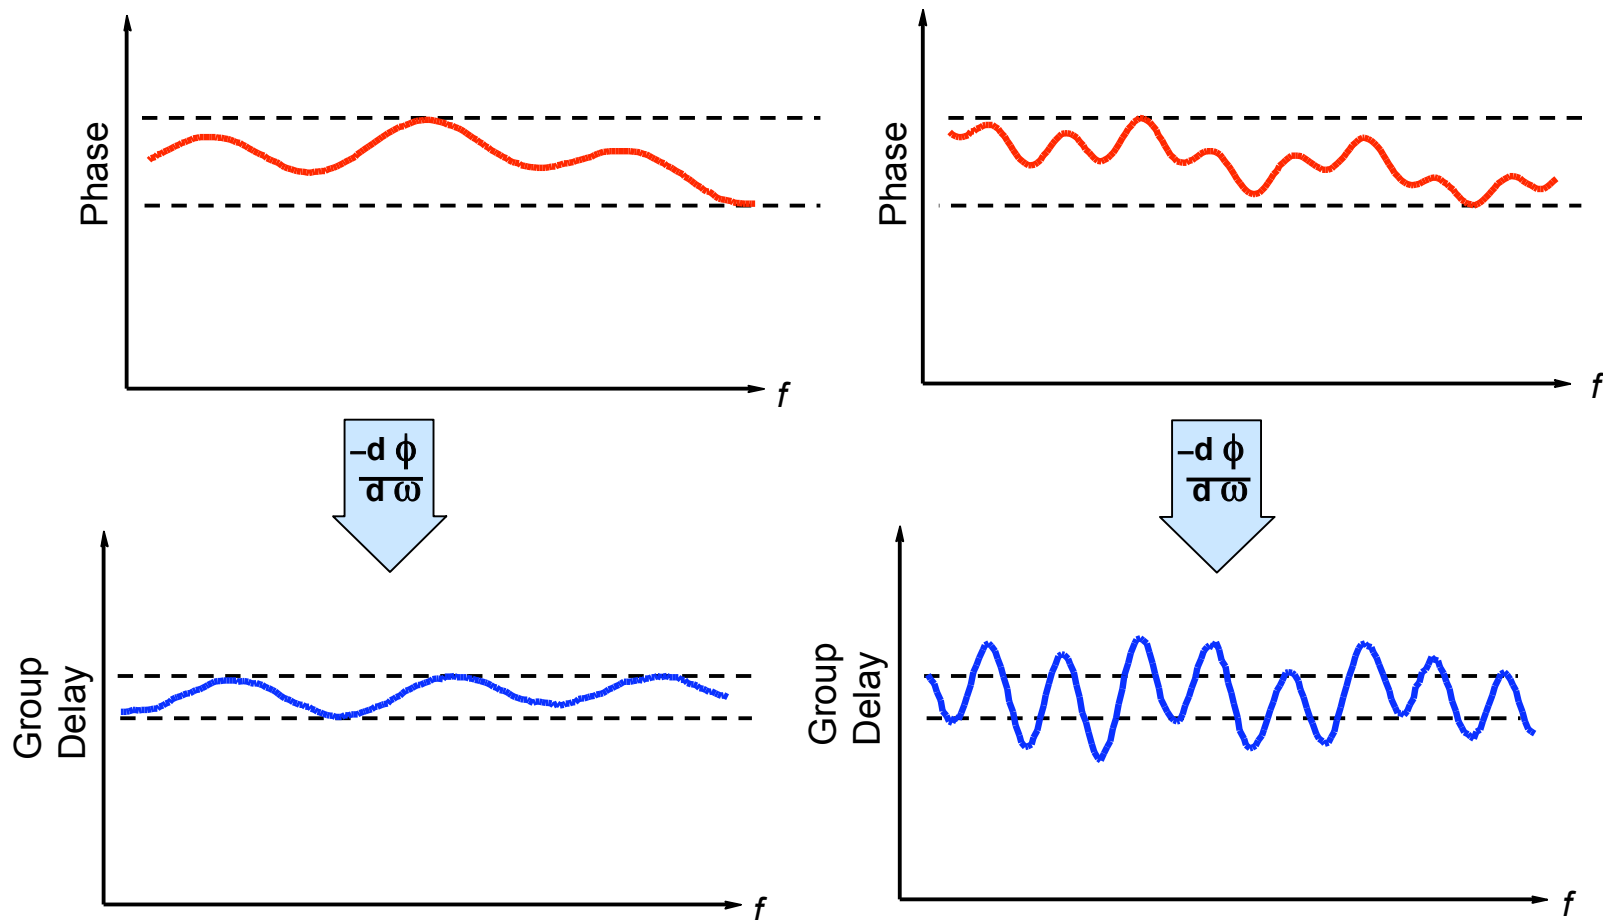 Phase
f
Phase
f
–d ϕ
d ω
–d ϕ
d ω
Group
Delay
f
Group
Delay
f